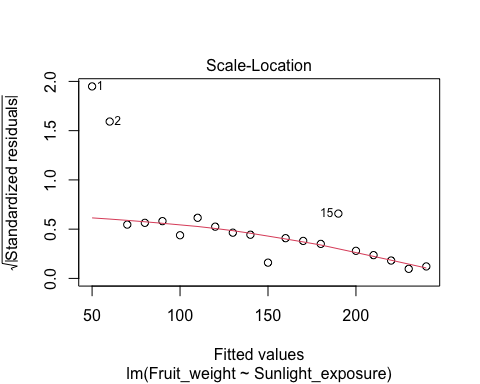 Scale-Location
√|Standardized residuals|
2.0
1.5
1.0
0.5
0.0
1
2
15
50 100 150 200
Fitted values
lm(Fruit_weight ~ Sunlight_exposure)